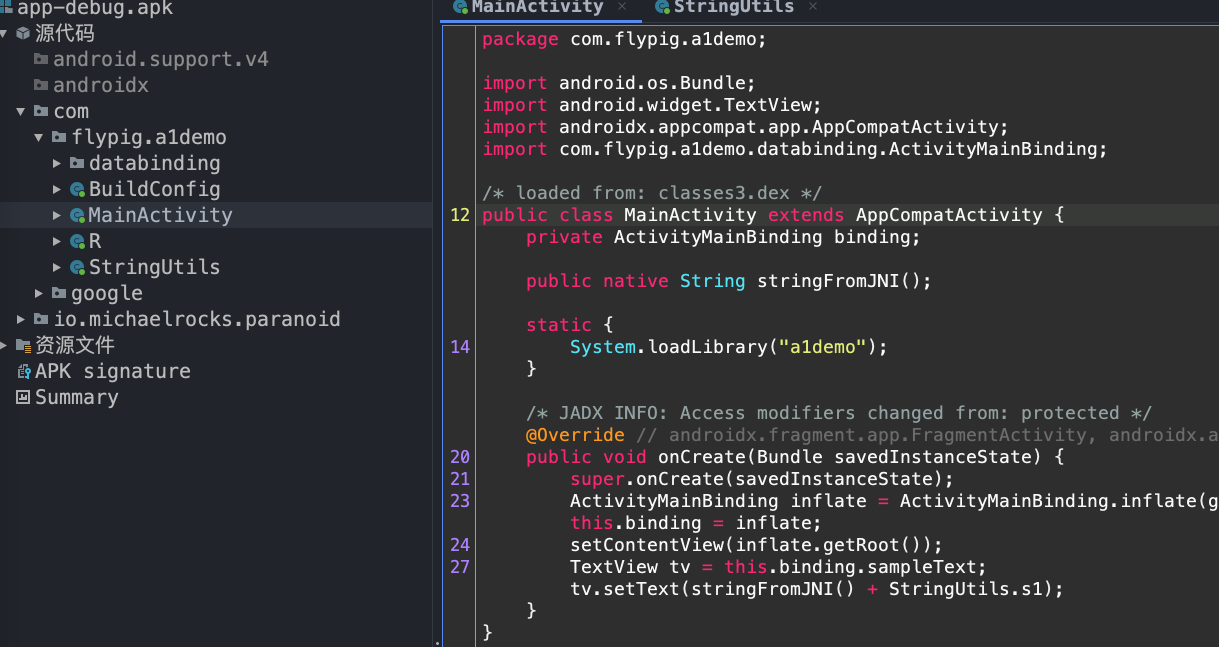 app-debug.apk
源代码
android.support.v4
androidx
com
flypig.a1demo
databinding
BuildConfig
MainActivity
R
StringUtils
google
io.michaelrocks.paranoid
资源文件
APK signature
Summary
MainActivity × StringUtils ×
package com.flypig.a1demo;
import android.os.Bundle;
import android.widget.TextView;
import androidx.appcompat.app.AppCompatActivity;
import com.flypig.a1demo.databinding.ActivityMainBinding;
/* loaded from: classes3.dex */
12 public class MainActivity extends AppCompatActivity {
private ActivityMainBinding binding;
public native String stringFromJNI();
static {
14 System.loadLibrary("a1demo");
}
/* JADX INFO: Access modifiers changed from: protected */
@Override // androidx.fragment.app.FragmentActivity, androidx.a
20 public void onCreate(Bundle savedInstanceState) {
21 super.onCreate(savedInstanceState);
23 ActivityMainBinding inflate = ActivityMainBinding.inflate(g
this.binding = inflate;
24 setContentView(inflate.getRoot());
27 TextView tv = this.binding.sampleText;
tv.setText(stringFromJNI() + StringUtils.s1);
}
}